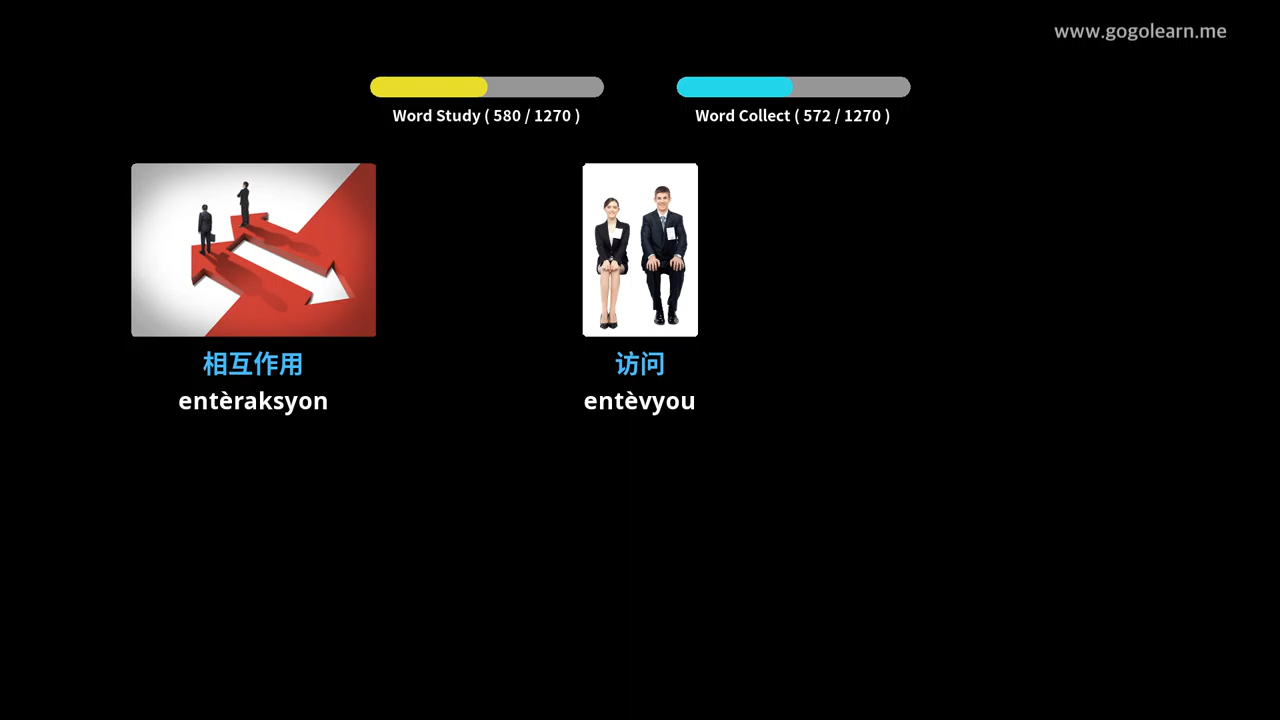 www.gogolearn.me
Word Study ( 580 / 1270 )
Word Collect ( 572 / 1270 )
相互作用
entèraksyon
访问
entèvyou